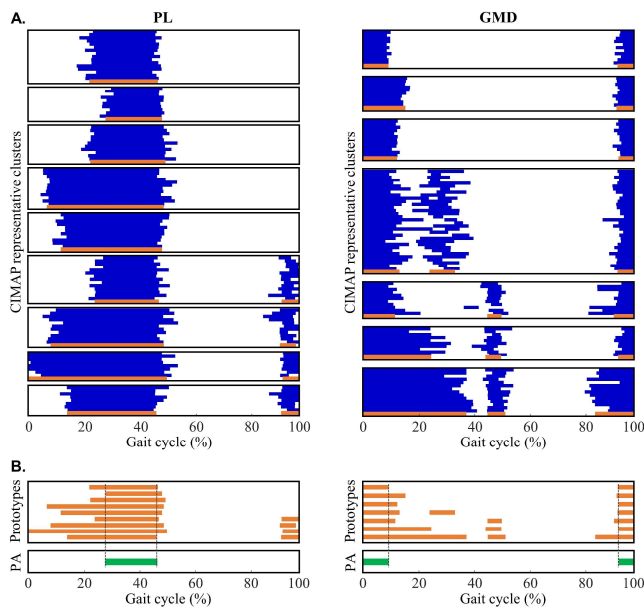 A.
PL
GMD
CIMAP representative clusters
CIMAP representative clusters
0 20 40 60 80 100
Gait cycle (%)
0 20 40 60 80 100
Gait cycle (%)
B.
Prototypes
Prototypes
PA
PA
0 20 40 60 80 100
Gait cycle (%)
0 20 40 60 80 100
Gait cycle (%)